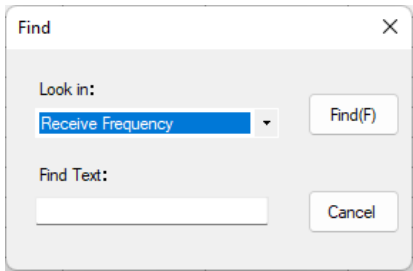 Find
Look in:
Receive Frequency
Find(F)
Find Text:
Cancel